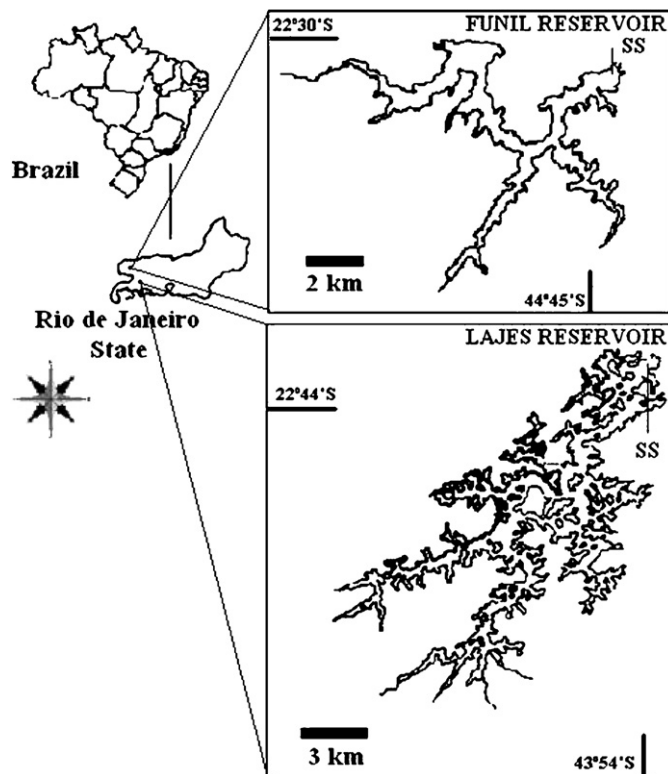 Brazil
Rio de Janeiro
State
FUNIL RESERVOIR
22°30'S
SS
2 km
44°45'S
LAJES RESERVOIR
22°44'S
SS
3 km
43°54'S